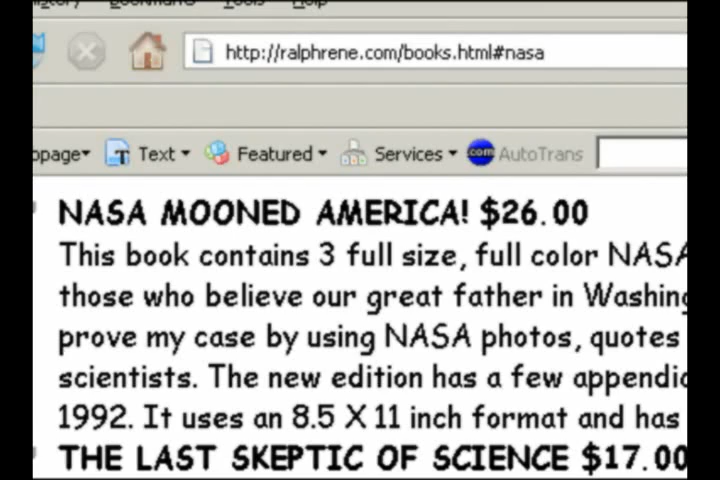 http://ralphrene.com/books.html#nasa
Text Featured Services .com AutoTrans
NASA MOONED AMERICA! $26.00
This book contains 3 full size, full color NASA
those who believe our great father in
prove my case by using NASA photos, quotes
scientists. The new edition has a few
1992. It uses an 8.5 X 11 inch format and has
THE LAST SKEPTIC OF SCIENCE $17.00